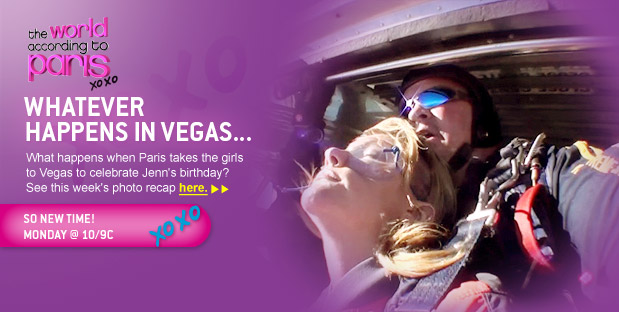 the world
according to
paris
xoxo
WHATEVER
HAPPENS IN VEGAS...
What happens when Paris takes the girls
to Vegas to celebrate Jenn's birthday?
See this week's photo recap here.
SO NEW TIME!
MONDAY @ 10/9C
xoxo
xo